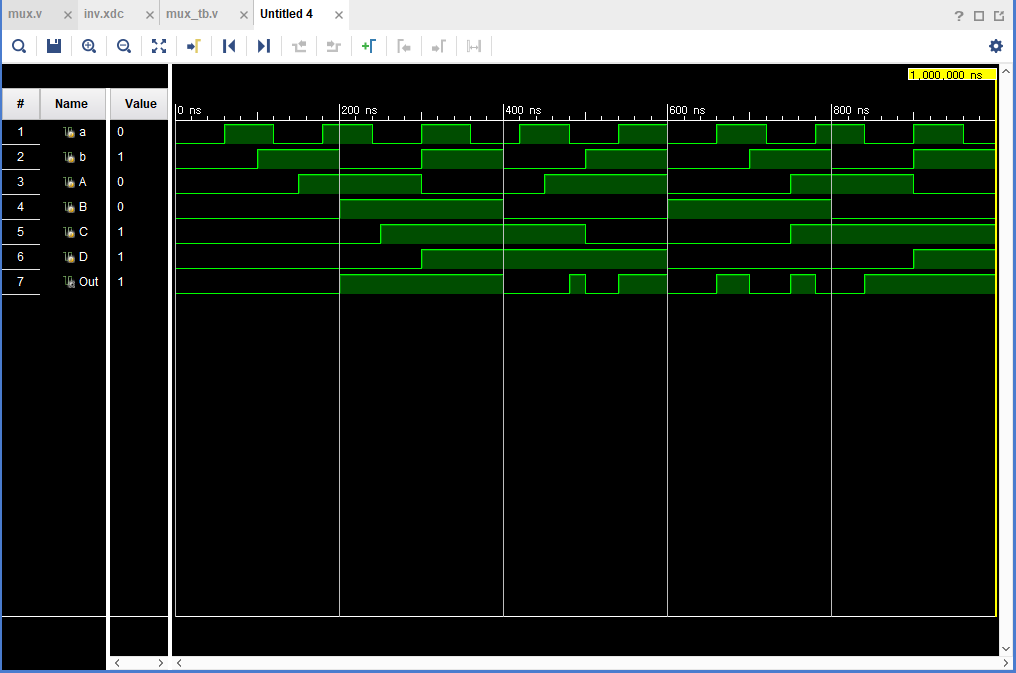 mux.v × inv.xdc × mux_tb.v × Untitled 4 × ?
1,000,000 ns
# Name Value 0 ns 200 ns 400 ns 600 ns 800 ns
1 a 0
2 b 1
3 A 0
4 B 0
5 C 1
6 D 1
7 Out 1